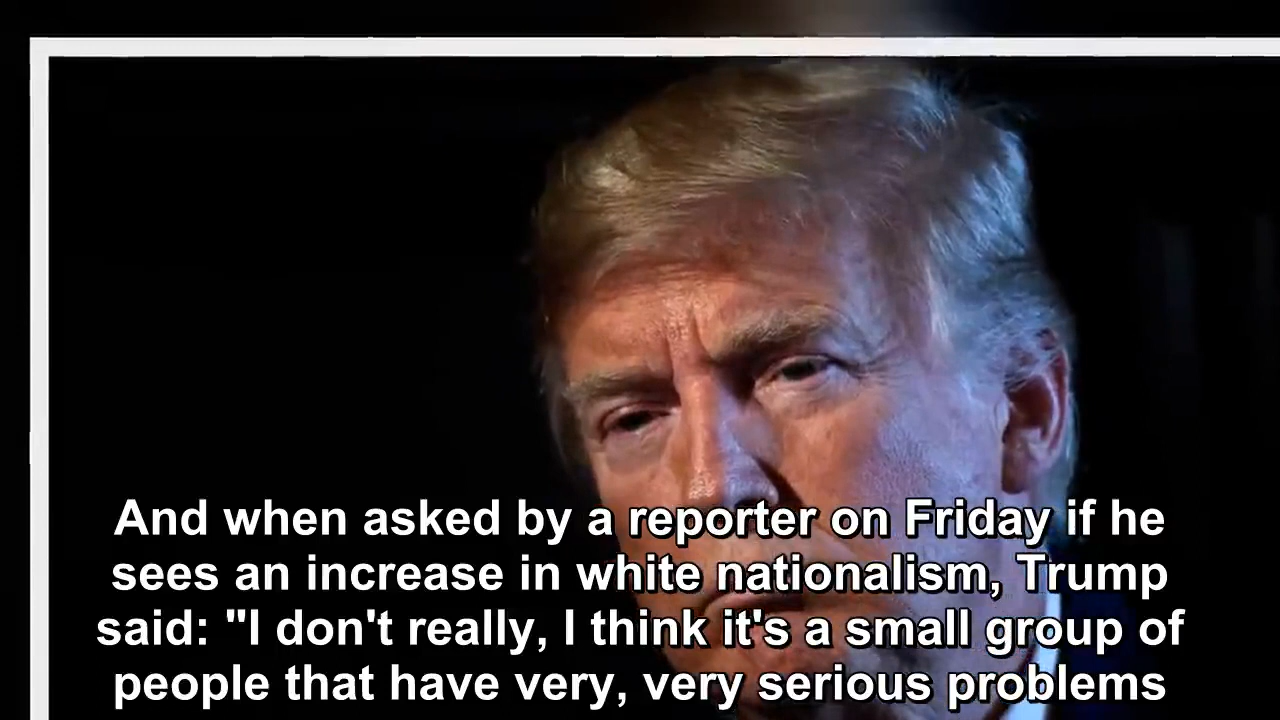 And when asked by a reporter on Friday if he
sees an increase in white nationalism, Trump
said: "I don't really, I think it's a small group of
people that have very, very serious problems